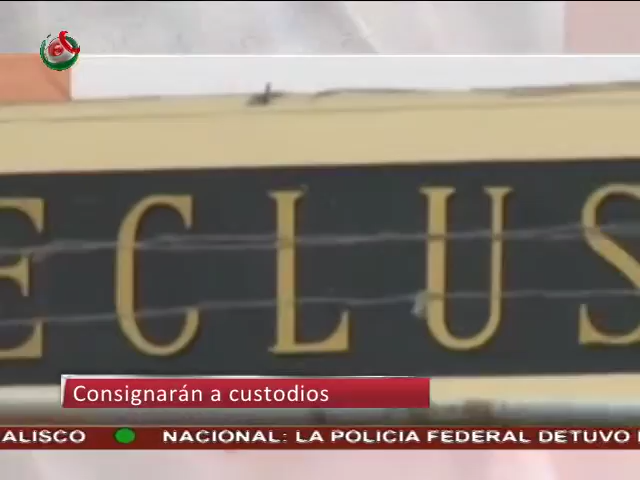 ECLUS
Consignarán a custodios
ALISCO NACIONAL: LA POLICIA FEDERAL DETUVO